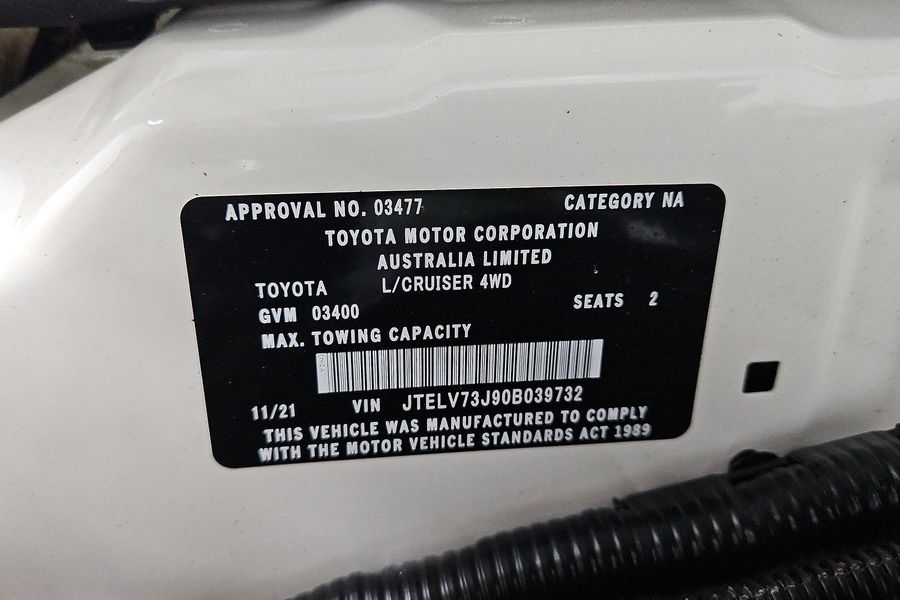 APPROVAL NO. 03477 CATEGORY NA
TOYOTA MOTOR CORPORATION
AUSTRALIA LIMITED
TOYOTA L/CRUISER 4WD
GVM 03400 SEATS 2
MAX. TOWING CAPACITY
11/21 VIN JTELV73J90B039732
THIS VEHICLE WAS MANUFACTURED TO COMPLY
WITH THE MOTOR VEHICLE STANDARDS ACT 1989